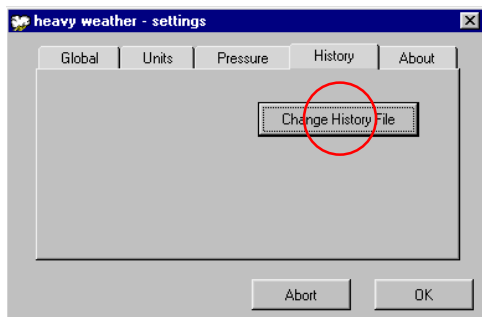 heavy weather - settings
Global Units Pressure History About
Change History File
Abort OK